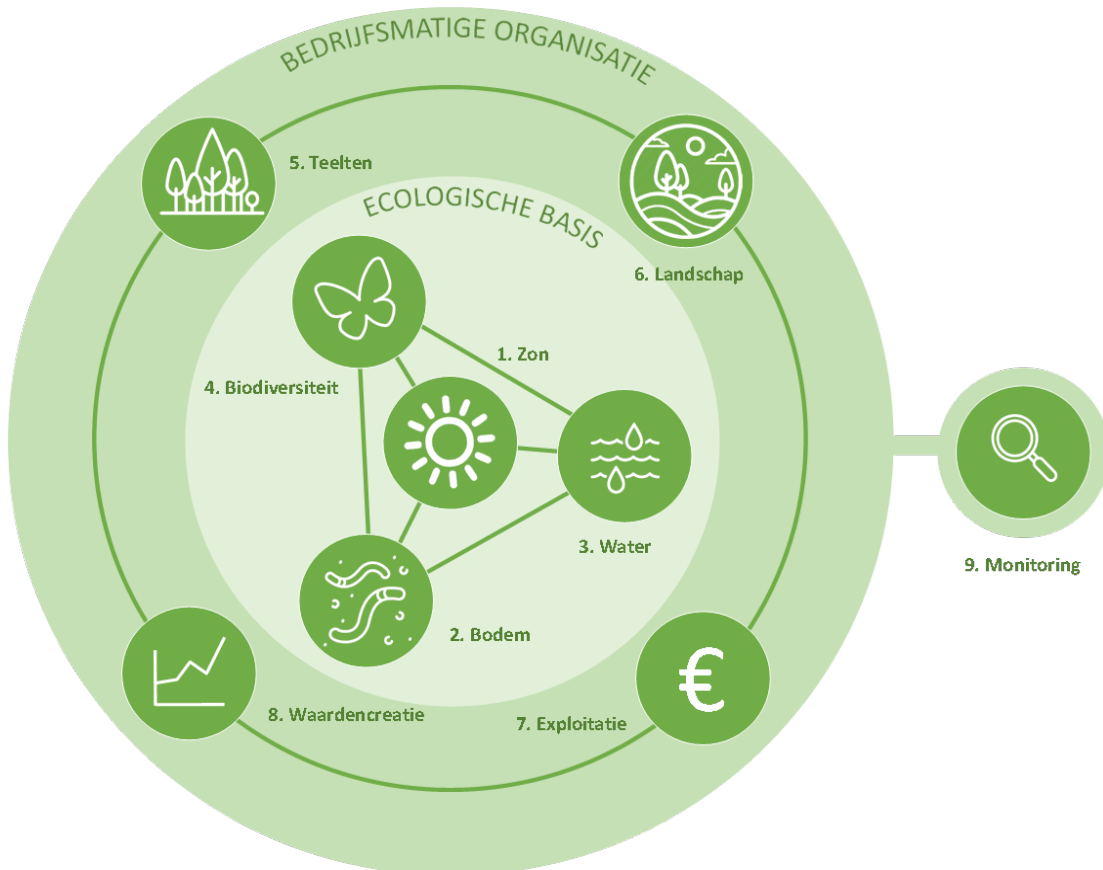 BEDRIJFSMATIGE ORGANISATIE
5. Teelten
ECOLOGISCHE BASIS
6. Landschap
1. Zon
4. Biodiversiteit
3. Water
9. Monitoring
2. Bodem
8. Waardencreatie
7. Exploitatie
€